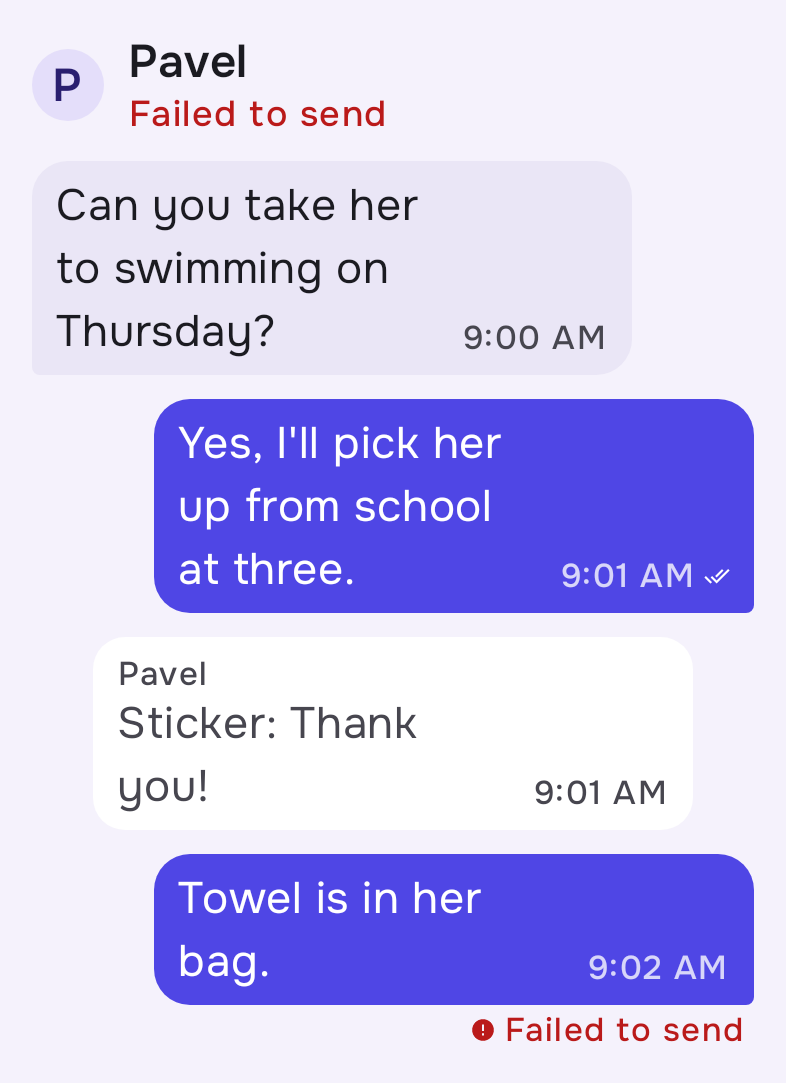 P
Pavel
Failed to send
Can you take her
to swimming on
Thursday? 9:00 AM
Yes, I'll pick her
up from school
at three. 9:01 AM
Pavel
Sticker: Thank
you! 9:01 AM
Towel is in her
bag. 9:02 AM
Failed to send